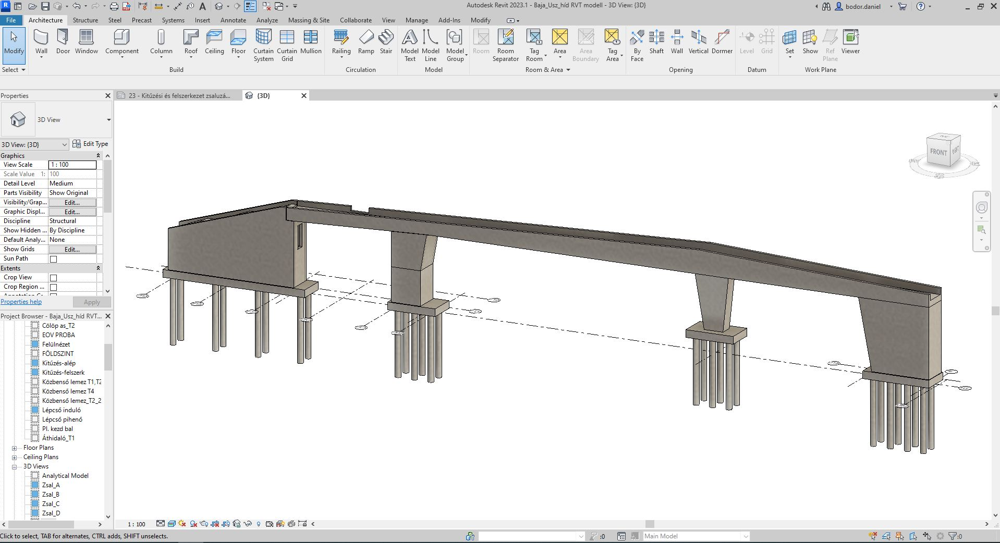 Autodesk Revit 2023.1 - Baja_Usz_híd RVT modell - 3D View: {3D}
bodor.daniel
File Architecture Structure Steel Precast Systems Insert Annotate Analyze Massing & Site Collaborate View Manage Add-Ins Modify
Modify
Wall Door Window Component Column Roof Ceiling Floor Curtain System Curtain Grid Mullion
Railing Ramp Stair
Model Text Model Line Model Group
Room Room Separator Tag Room Area Area Boundary Tag Area
By Face Shaft Wall Vertical Dormer
Level Grid
Set Show Ref Plane Viewer
Select Build Circulation Model Room & Area Opening Datum Work Plane
Properties
23 - Kitűzési és felszerkezet zsaluzá...
{3D}
3D View
3D View: {3D} Edit Type
Graphics
View Scale 1 : 100
Scale Value 1: 100
Detail Level Medium
Parts Visibility Show Original
Visibility/Grap... Edit...
Graphic Displ... Edit...
Discipline Structural
Show Hidden ... By Discipline
Default Analy... None
Show Grids Edit...
Sun Path
Extents
Crop View
Crop Region ...
Properties help Apply
Project Browser - Baja_Usz_híd RVT...
Cölöp as_T2
EOV PROBA
Felülnézet
FÖLDSZINT
Kitűzés-alép
Kitűzés-felszerk
Közbenső lemez T1,T2
Közbenső lemez T4
Közbenső lemez_T2_2
Lépcső induló
Lépcső pihenő
Pl. kezd bal
Áthidaló_T1
Floor Plans
Ceiling Plans
3D Views
Analytical Model
Zsal_A
Zsal_B
Zsal_C
Zsal_D
FRONT
LEFT
1 : 100
Click to select, TAB for alternates, CTRL adds, SHIFT unselects.
:0
Main Model
:0